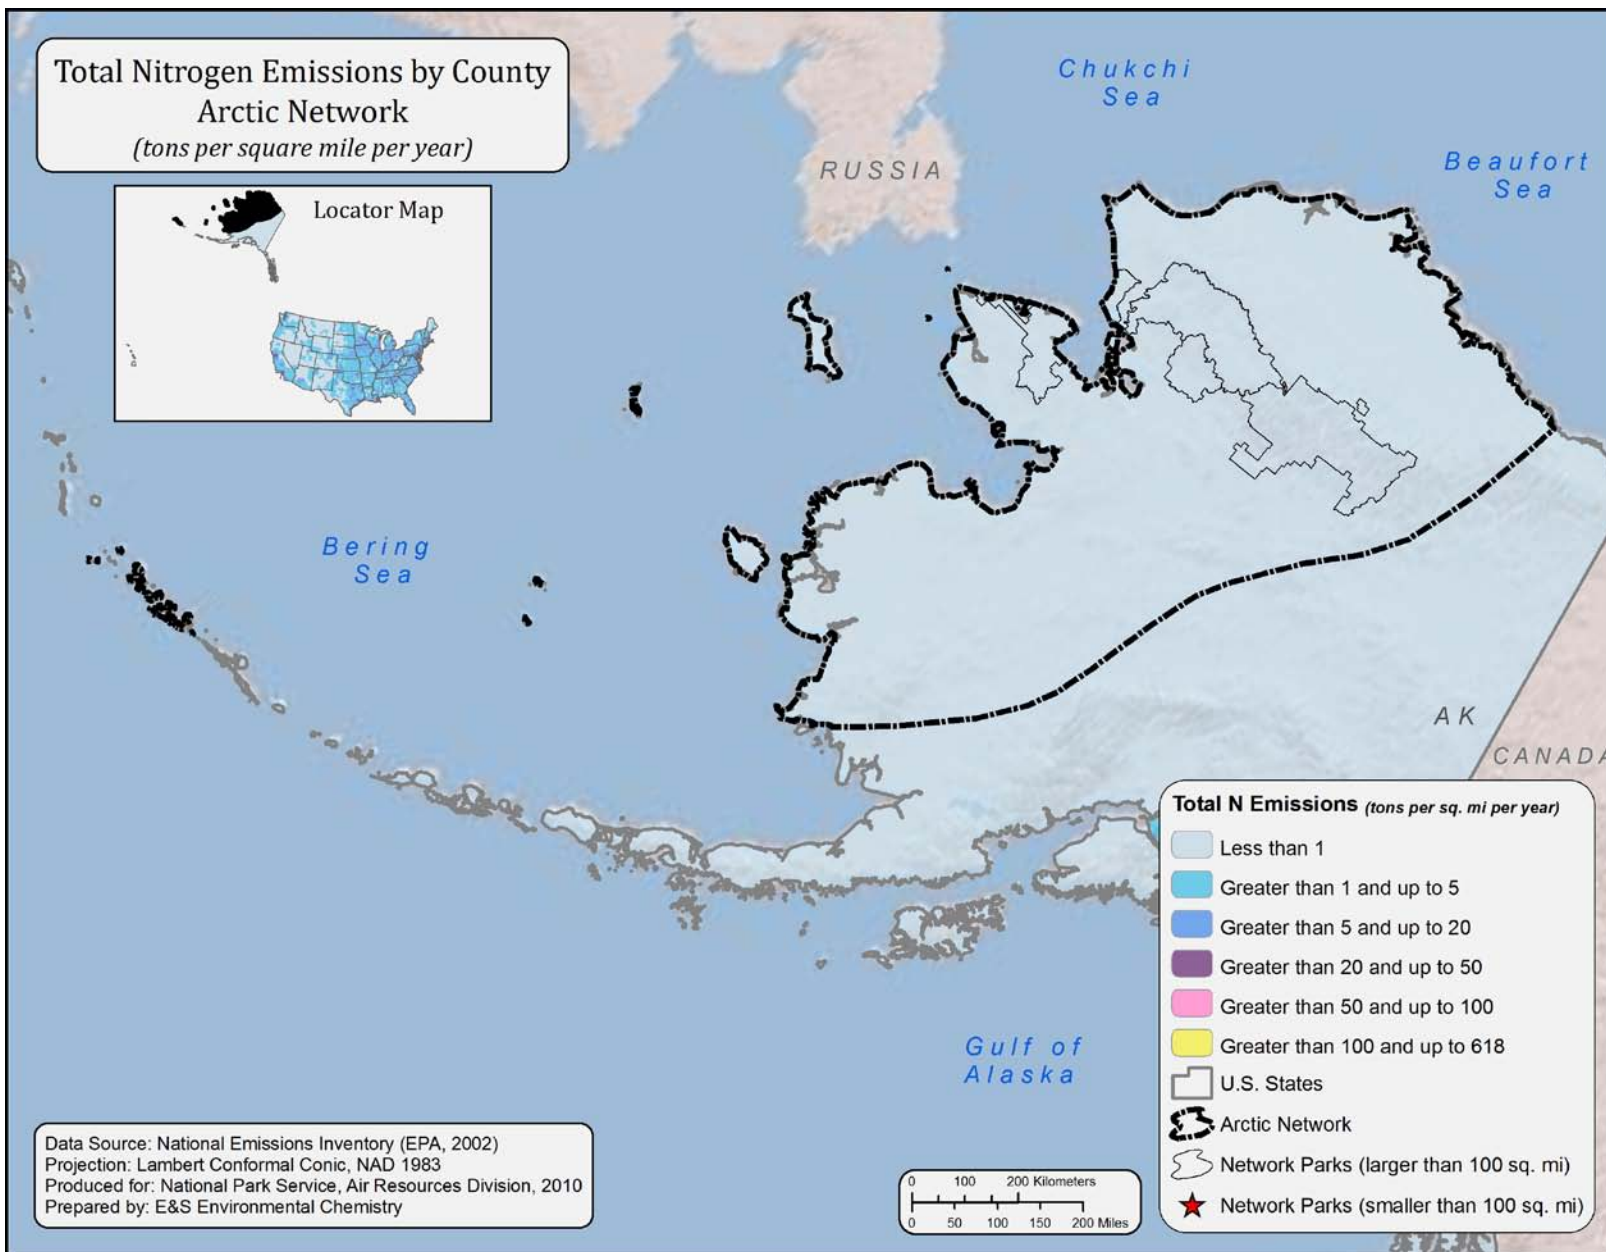 Total Nitrogen Emissions by County
Arctic Network
(tons per square mile per year)
Locator Map
RUSSIA
Chukchi
Sea
Beaufort
Sea
Bering
Sea
AK
CANADA
Gulf of
Alaska
Total N Emissions (tons per sq. mi per year)
Less than 1
Greater than 1 and up to 5
Greater than 5 and up to 20
Greater than 20 and up to 50
Greater than 50 and up to 100
Greater than 100 and up to 618
U.S. States
Arctic Network
Network Parks (larger than 100 sq. mi)
Network Parks (smaller than 100 sq. mi)
Data Source: National Emissions Inventory (EPA, 2002)
Projection: Lambert Conformal Conic, NAD 1983
Produced for: National Park Service, Air Resources Division, 2010
Prepared by: E&S Environmental Chemistry
0 100 200 Kilometers
0 50 100 150 200 Miles